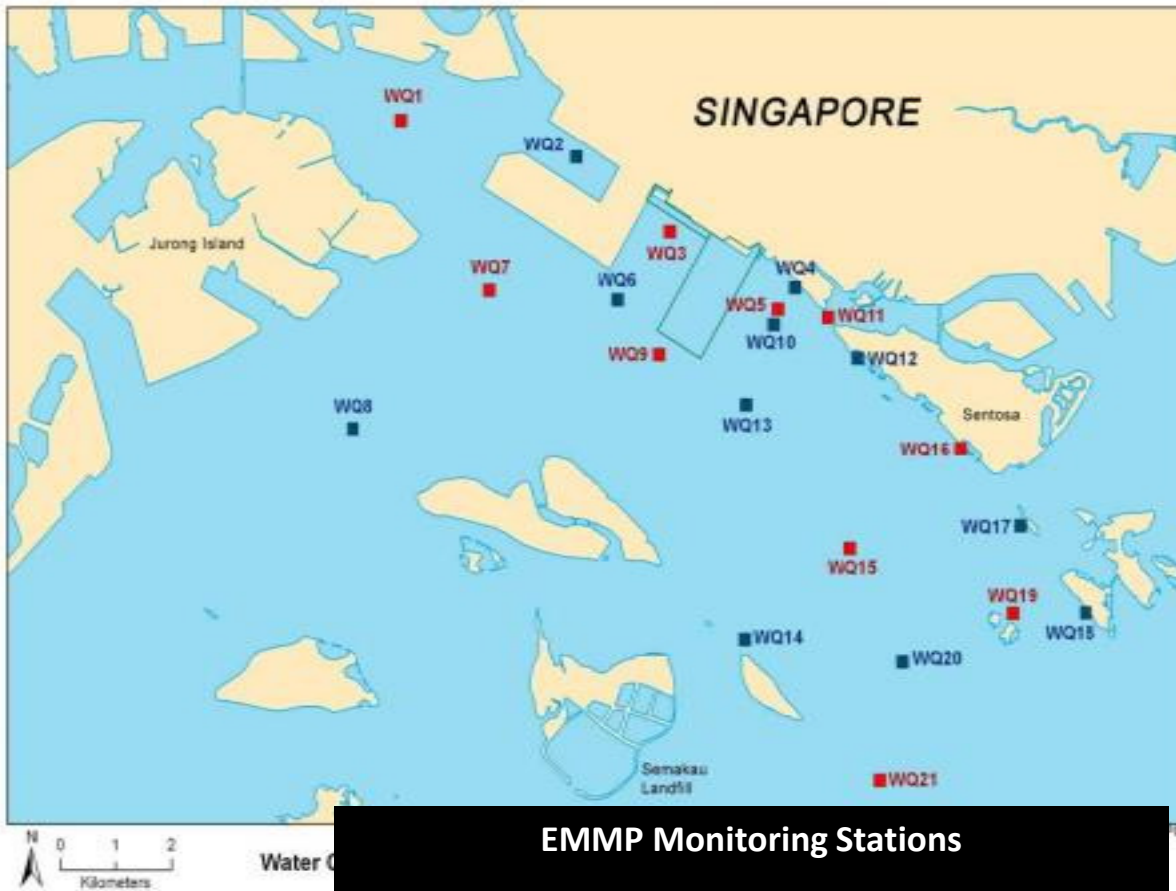 WQ1
SINGAPORE
WQ2
Jurong Island
WQ3
WQ7
WQ6
WQ4
WQ5
WQ11
WQ10
WQ9
WQ12
WQ8
WQ13
Sentosa
WQ16
WQ17
WQ15
WQ19
WQ18
WQ14
WQ20
Semakau
Landfill
WQ21
N
0 1 2
Kilometers
Water
EMMP Monitoring Stations